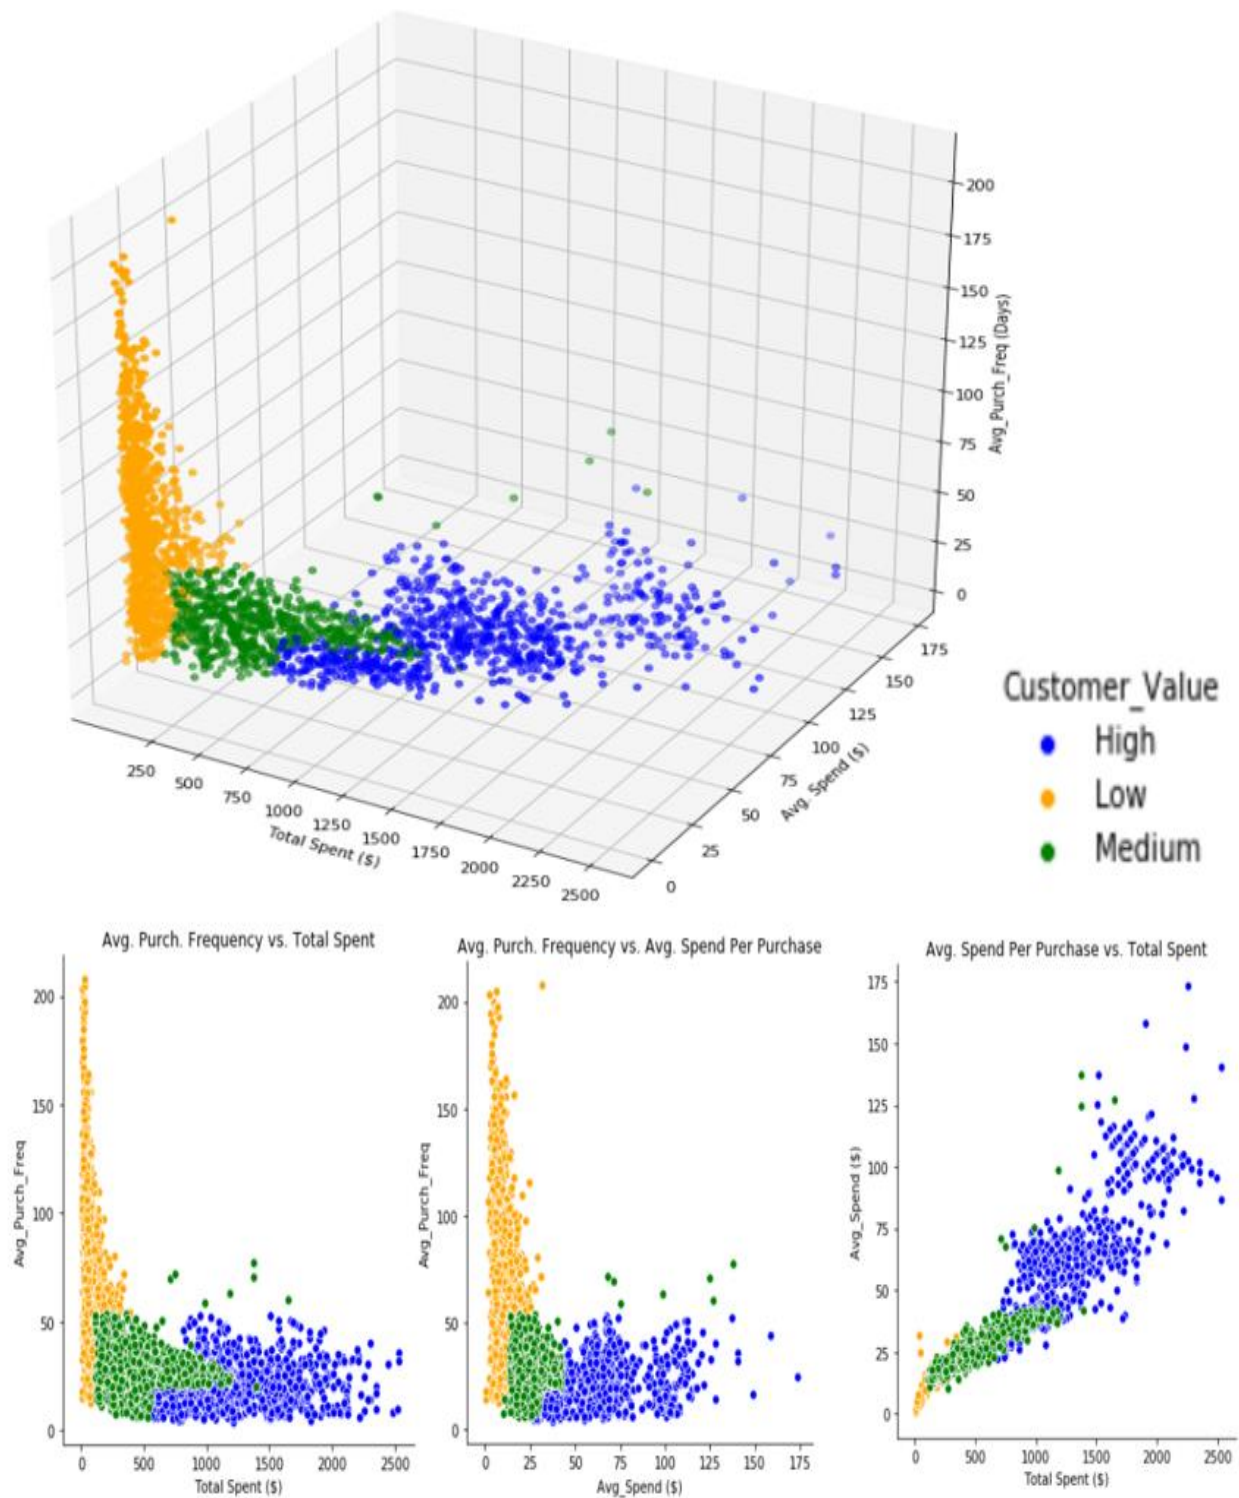 200
175
150
125
100
75
50
25
0
Avg_Purch_Freq (Days)
175
150
125
100
75
50
25
0
Avg. Spend ($)
250
500
750
1000
1250
1500
1750
2000
2250
2500
Total Spent ($)
Customer_Value
High
Low
Medium
Avg. Purch. Frequency vs. Total Spent
200
150
100
50
0
Avg_Purch_Freq
0 500 1000 1500 2000 2500
Total Spent ($)
Avg. Purch. Frequency vs. Avg. Spend Per Purchase
200
150
100
50
0
Avg_Purch_Freq
0 25 50 75 100 125 150 175
Avg_Spend ($)
Avg. Spend Per Purchase vs. Total Spent
175
150
125
100
75
50
25
0
Avg_Spend ($)
0 500 1000 1500 2000 2500
Total Spent ($)